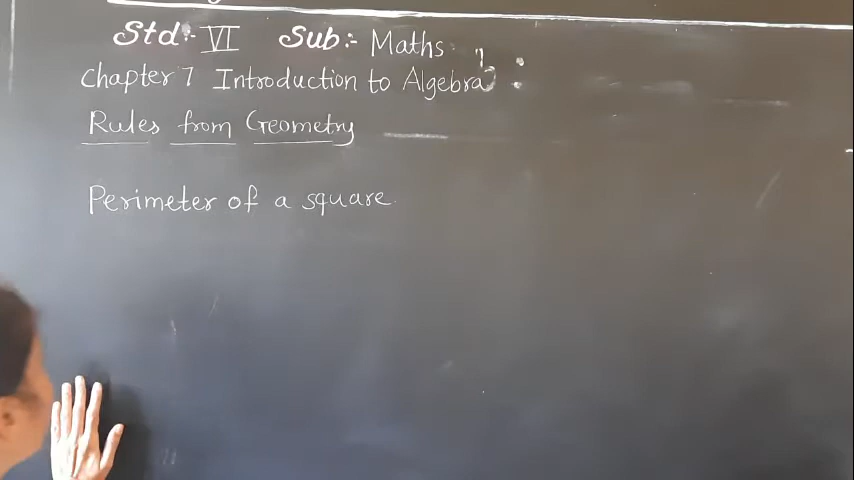 Std:- VI Sub:- Maths
Chapter 7 Introduction to Algebra
Rules from Geometry
Perimeter of a square